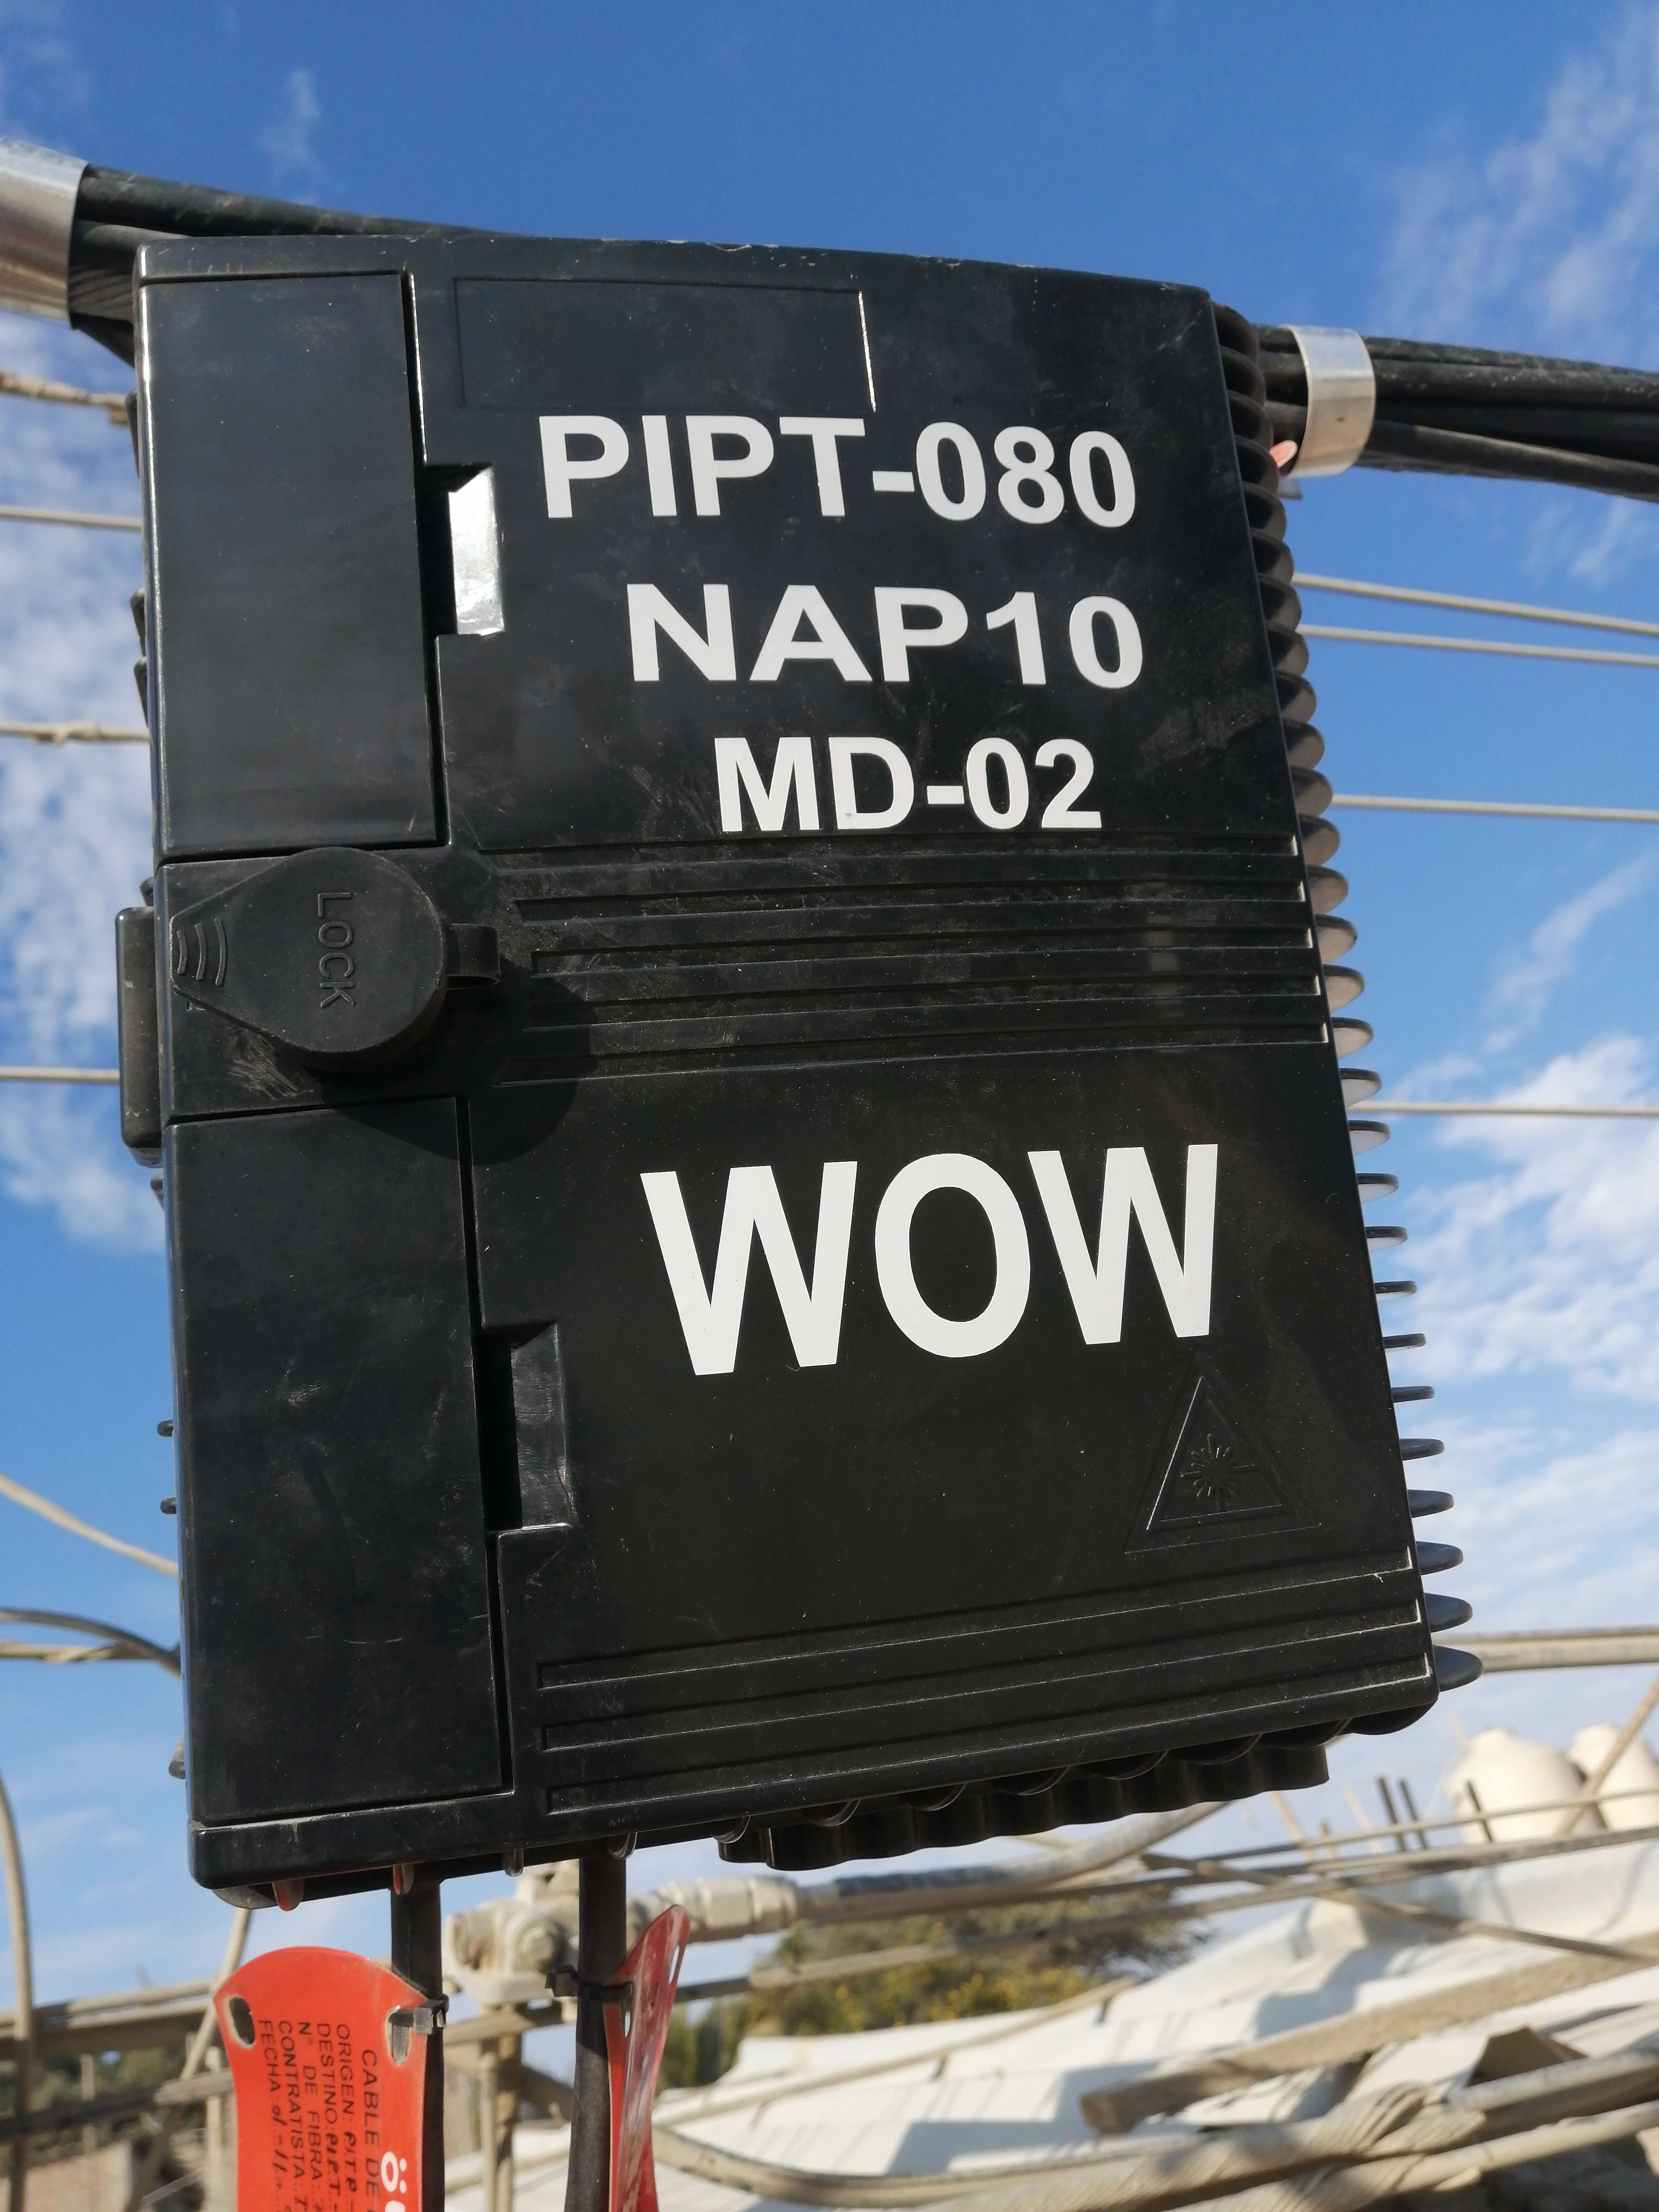 PIPT-080
NAP10
MD-02
LOCK
WOW
CABLE DE
ORIGEN:
DESTINO:
N° DE FIBRA:
CONTRATISTA:
FECHA: